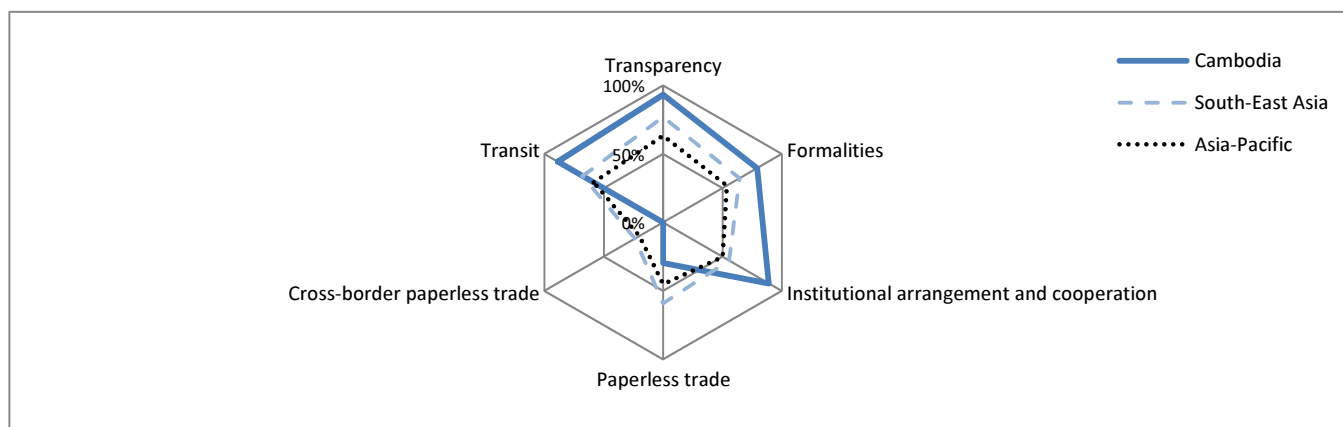 Transparency
100%
Cambodia
South-East Asia
Asia-Pacific
Transit
50%
Formalities
0%
Cross-border paperless trade
Institutional arrangement and cooperation
Paperless trade